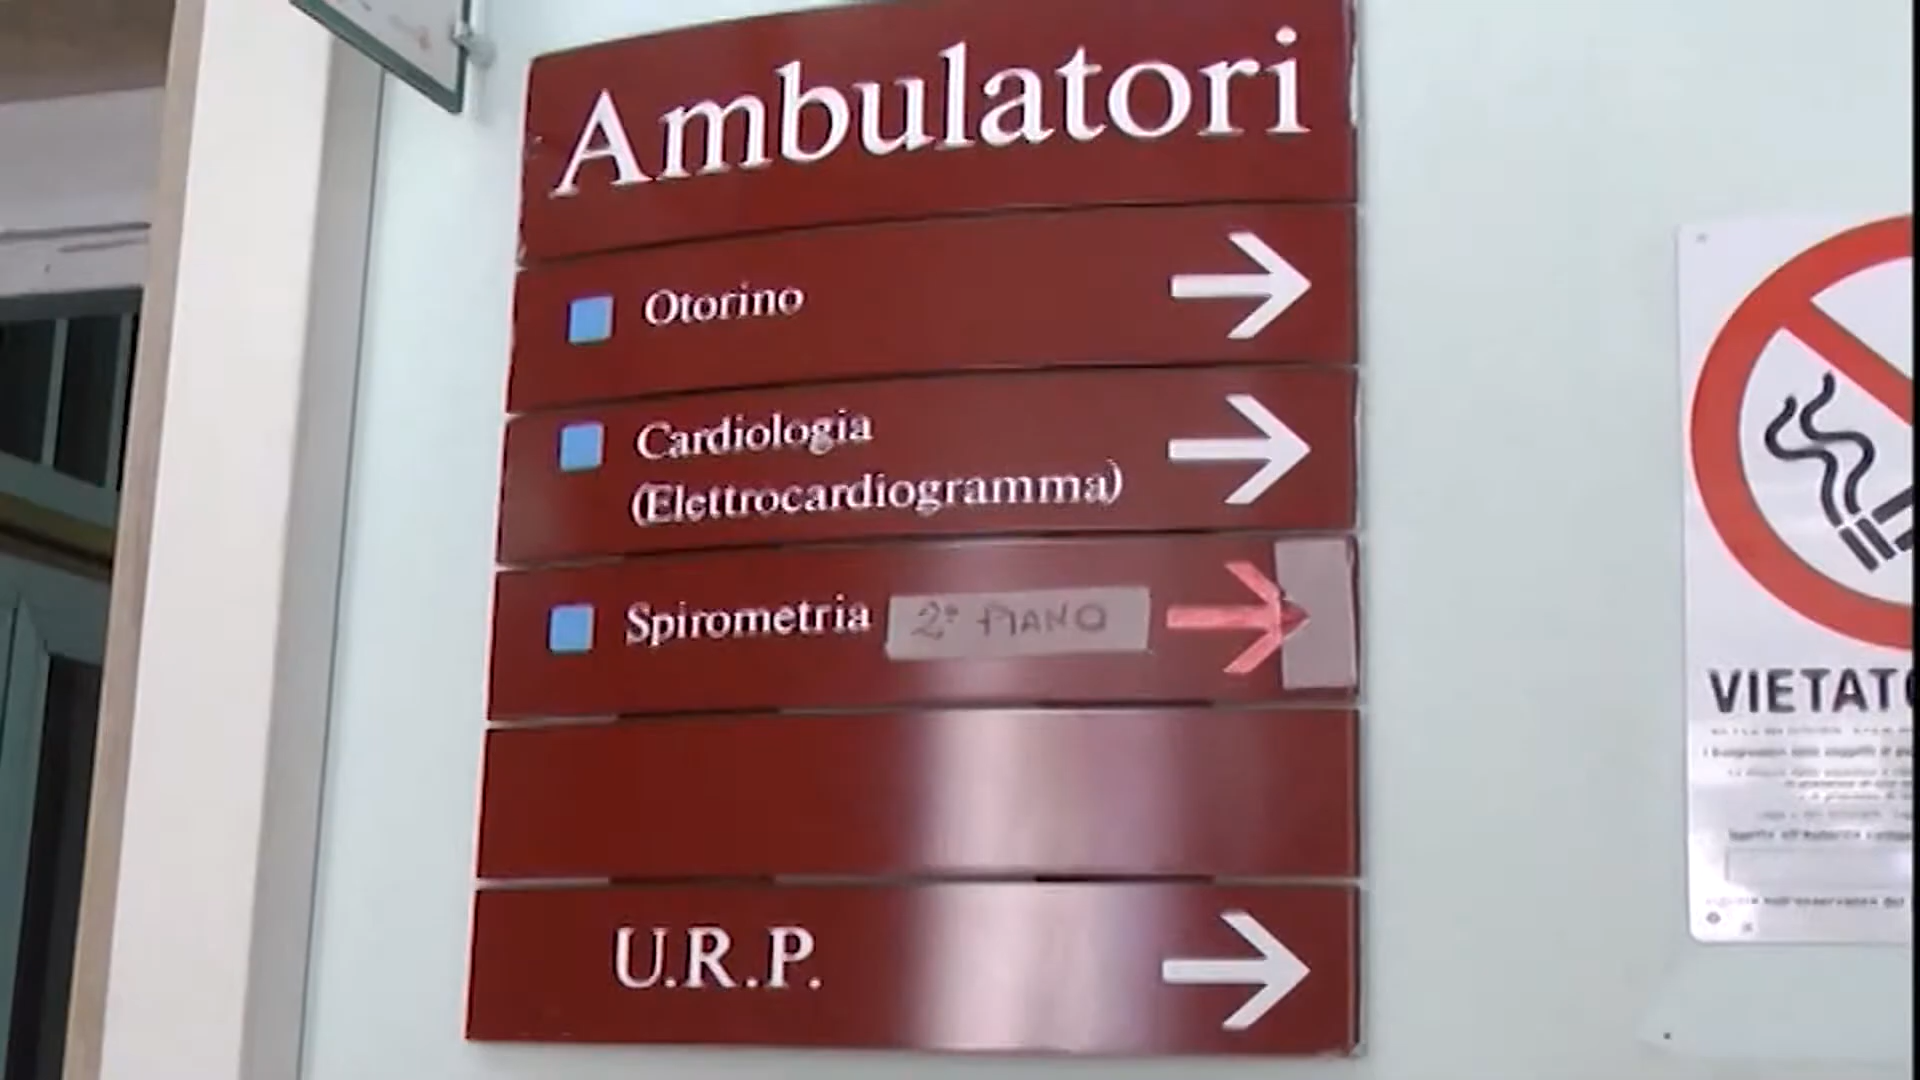 Ambulatori
Otorino
Cardiologia
(Elettrocardiogramma)
Spirometria 2° PIANO
U.R.P.
VIETATO